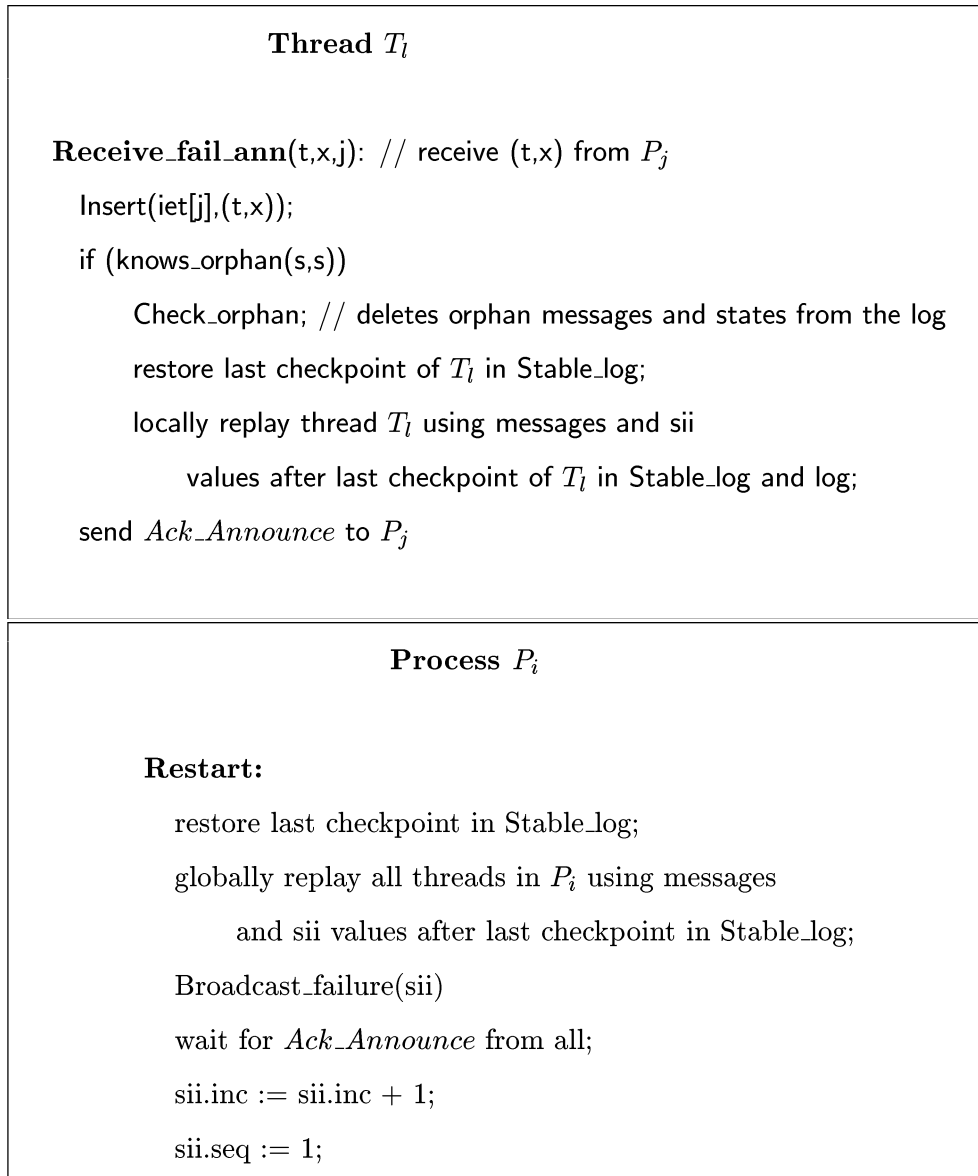 Thread T_l
Receive_fail_ann(t,x,j): // receive (t,x) from P_j
Insert(iet[j],(t,x));
if (knows_orphan(s,s))
Check_orphan; // deletes orphan messages and states from the log
restore last checkpoint of T_l in Stable_log;
locally replay thread T_l using messages and sii
values after last checkpoint of T_l in Stable_log and log;
send Ack_Announce to P_j
Process P_i
Restart:
restore last checkpoint in Stable_log;
globally replay all threads in P_i using messages
and sii values after last checkpoint in Stable_log;
Broadcast_failure(sii)
wait for Ack_Announce from all;
sii.inc := sii.inc + 1;
sii.seq := 1;